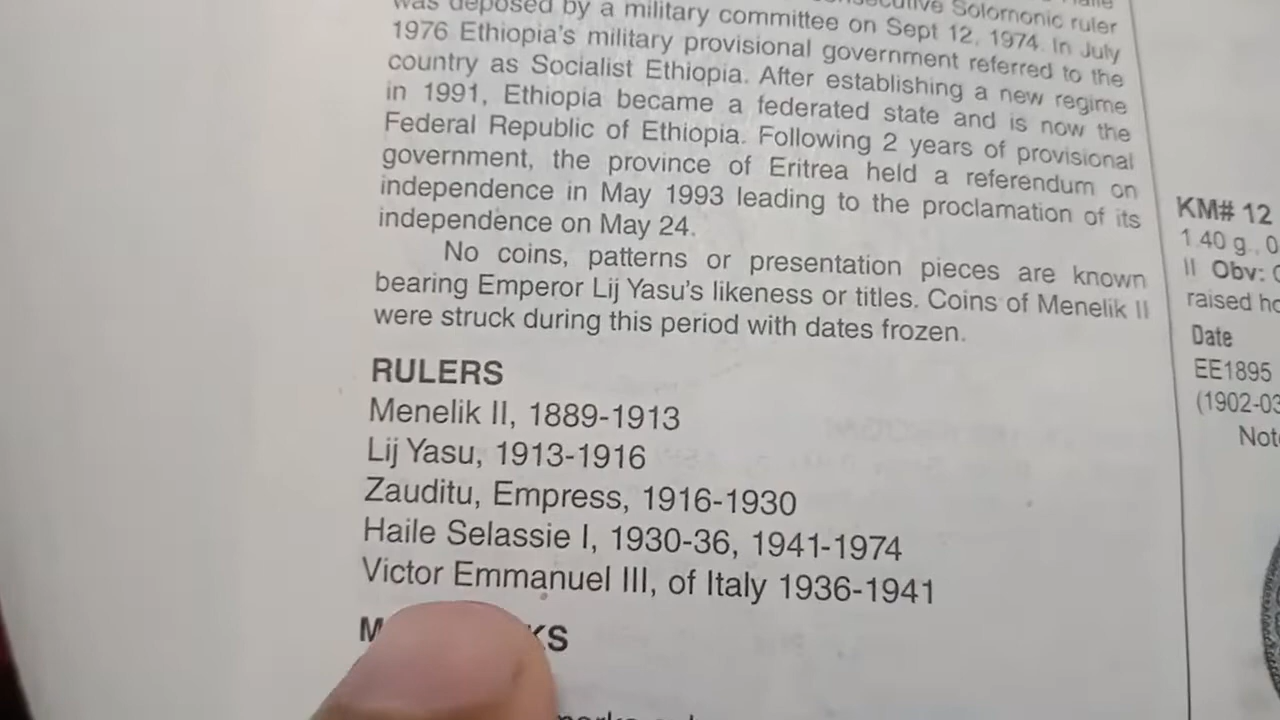 was deposed by a military committee on Sept 12, 1974. In July
1976 Ethiopia's military provisional government referred to the
country as Socialist Ethiopia. After establishing a new regime
in 1991, Ethiopia became a federated state and is now the
Federal Republic of Ethiopia. Following 2 years of provisional
government, the province of Eritrea held a referendum on
independence in May 1993 leading to the proclamation of its
independence on May 24.
No coins, patterns or presentation pieces are known
bearing Emperor Lij Yasu's likeness or titles. Coins of Menelik II
were struck during this period with dates frozen.
RULERS
Menelik II, 1889-1913
Lij Yasu, 1913-1916
Zauditu, Empress, 1916-1930
Haile Selassie I, 1930-36, 1941-1974
Victor Emmanuel III, of Italy 1936-1941
KM# 12
1.40 g., 0
II Obv:
raised
Date
EE1895
(1902-03